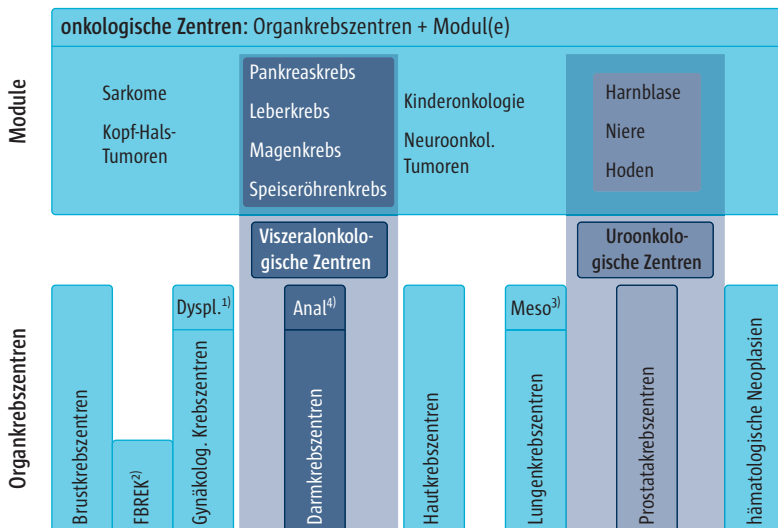 onkologische Zentren: Organkrebszentren + Modul(e)
Module
Sarkome
Kopf-Hals-
Tumoren
Pankreaskrebs
Leberkrebs
Magenkrebs
Speiseröhrenkrebs
Kinderonkologie
Neuroonkol.
Tumoren
Harnblase
Niere
Hoden
Viszeralonkolo-
gische Zentren
Uroonkolo-
gische Zentren
Organkrebszentren
Brustkrebszentren
FBREK2)
Dyspl.1)
Gynäkolog. Krebszentren
Anal4)
Darmkrebszentren
Hautkrebszentren
Meso3)
Lungenkrebszentren
Prostatakrebszentren
hämatologische Neoplasien